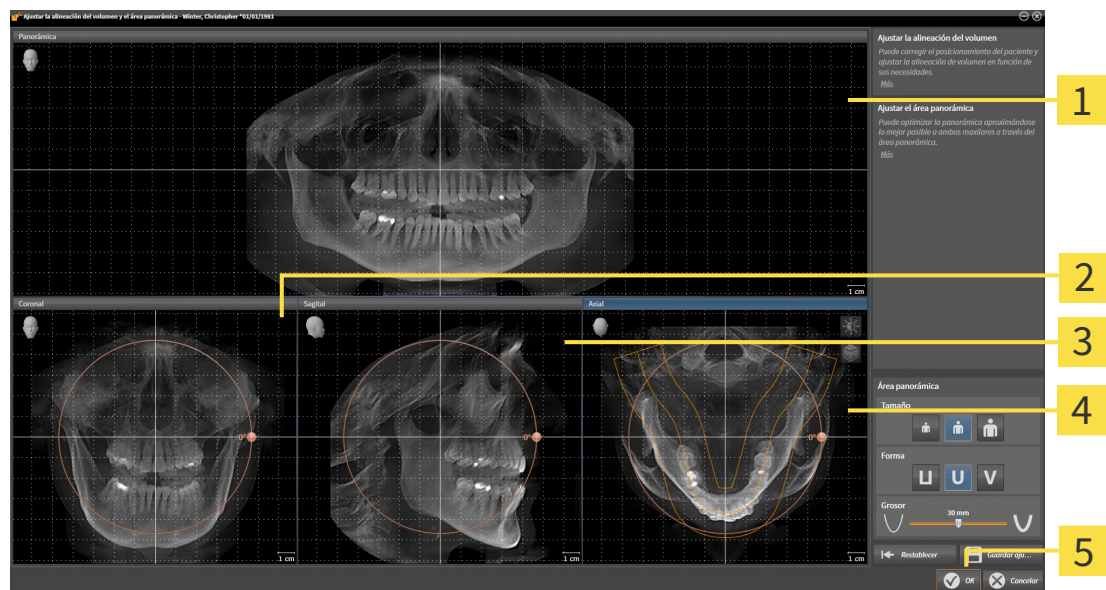 Ajustar la alineación del volumen y el área panorámica - Winter, Christopher *01/01/1981
Panorámica
Ajustar la alineación del volumen
Puede corregir el posicionamiento del paciente y
ajustar la alineación de volumen en función de
sus necesidades.
Más
1
Ajustar el área panorámica
Puede optimizar la panorámica aproximándose
lo mejor posible a ambos maxilares a través del
área panorámica.
Más
1 cm
2
Coronal
Sagital
Axial
3
Área panorámica
Tamaño
4
0°
0°
0°
Forma
U
V
Grosor
30 mm
1 cm
1 cm
1 cm
Restablecer
Guardar aju...
5
OK
Cancelar